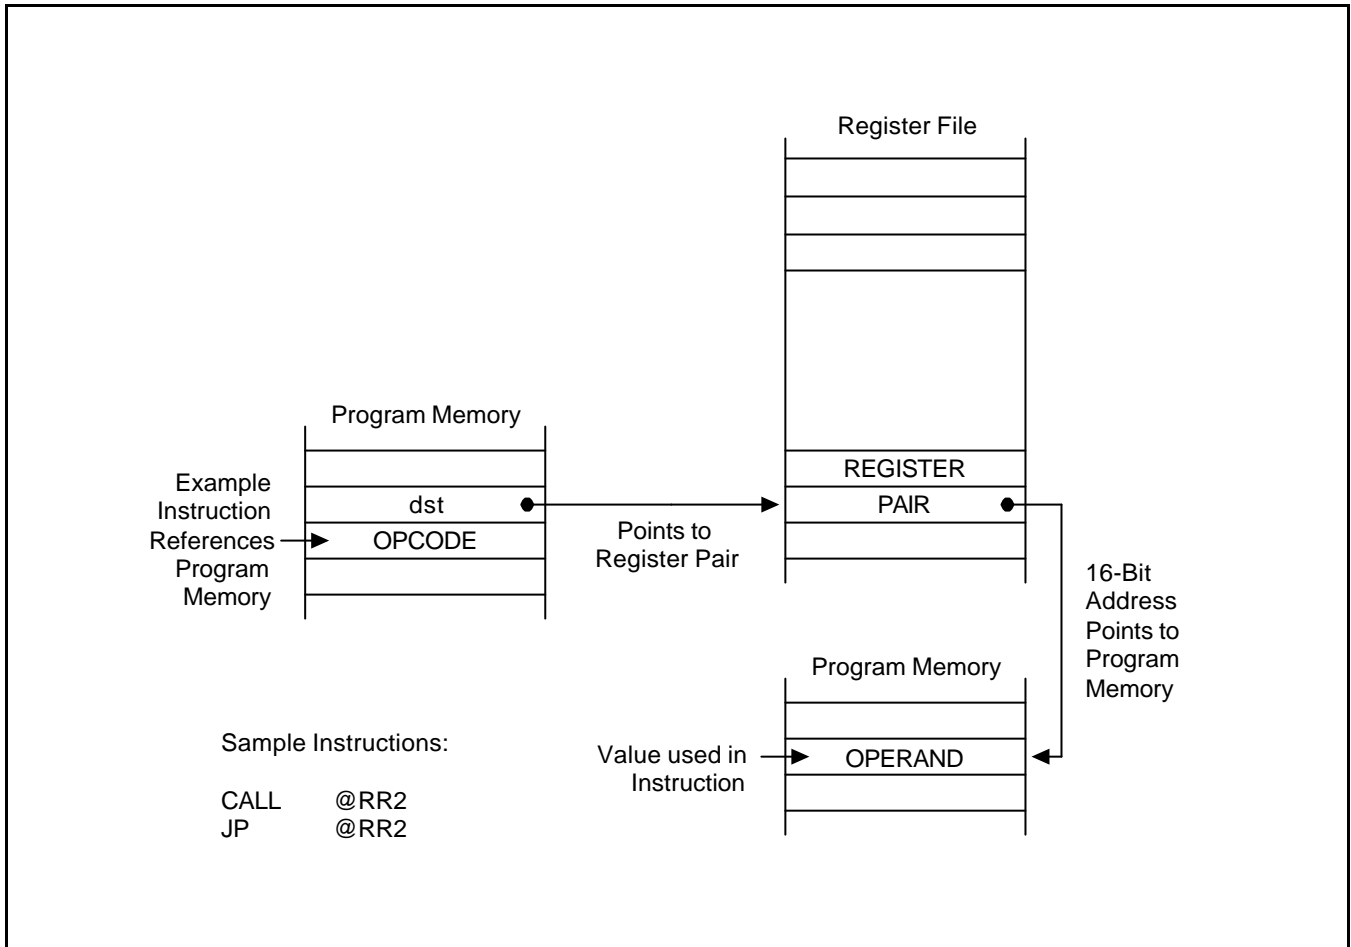 Register File
Program Memory
REGISTER
Example
Instruction
References
Program
Memory
dst
OPCODE
Points to
Register Pair
PAIR
16-Bit
Address
Points to
Program
Memory
Program Memory
Sample Instructions:
Value used in
Instruction
OPERAND
CALL @RR2
JP @RR2